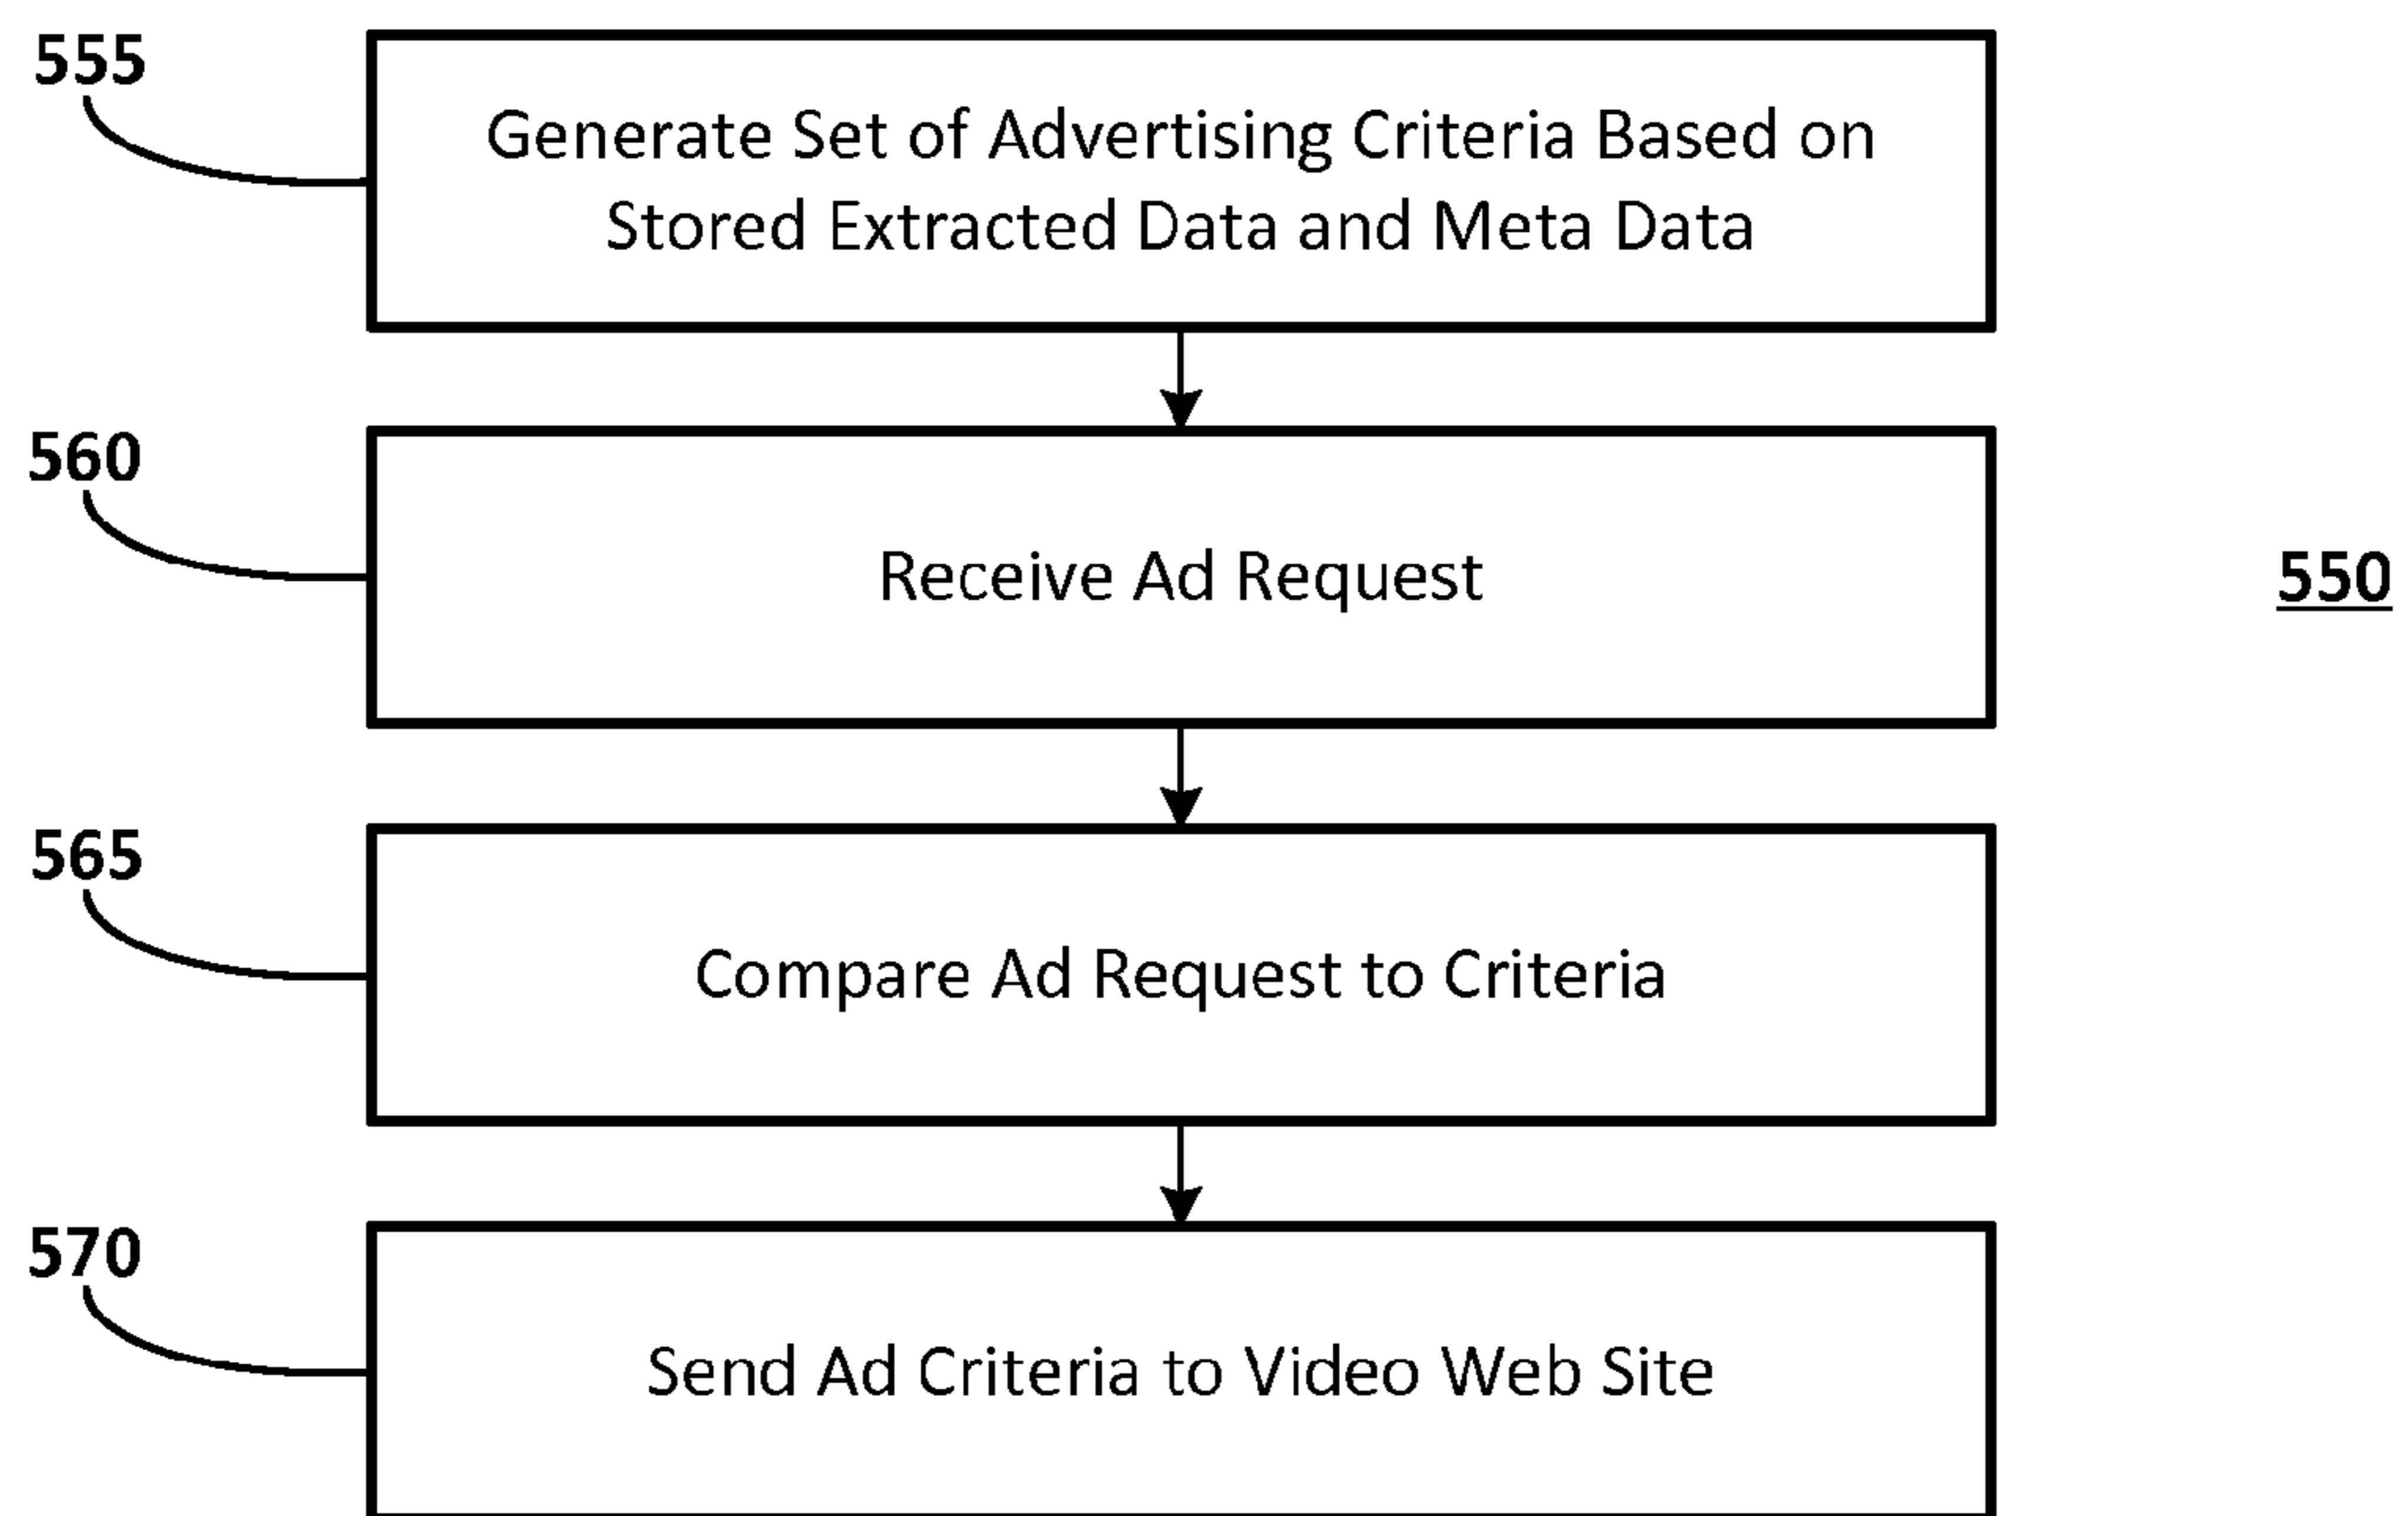 555
Generate Set of Advertising Criteria Based on
Stored Extracted Data and Meta Data
560
Receive Ad Request
550
565
Compare Ad Request to Criteria
570
Send Ad Criteria to Video Web Site